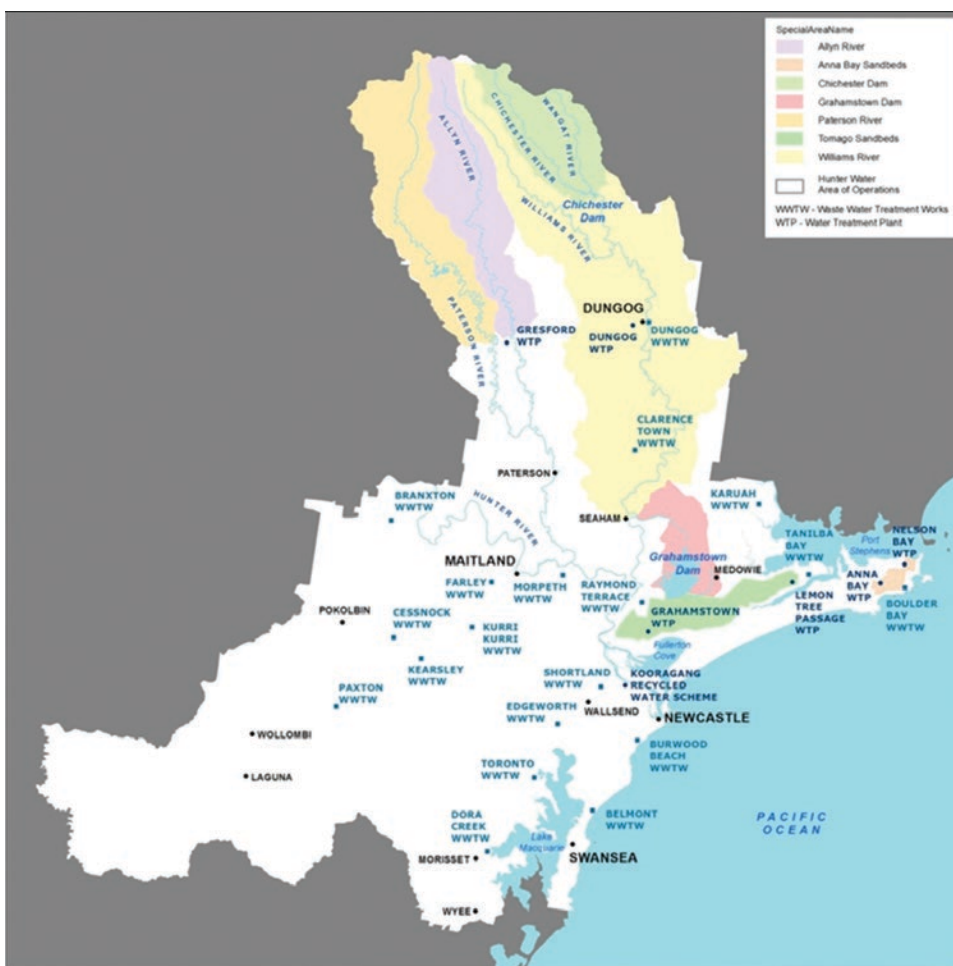 SpecialAreaName
Allyn River
Anna Bay Sandbeds
Chichester Dam
Grahamstown Dam
Paterson River
Tomago Sandbeds
Williams River
Hunter Water
Area of Operations
WWTW - Waste Water Treatment Works
WTP - Water Treatment Plant
ALLYN RIVER
CHICHESTER RIVER
WANGAT RIVER
Chichester
Dam
WILLIAMS RIVER
PATERSON RIVER
DUNGOG
GRESFORD
WTP
DUNGOG
WTP
DUNGOG
WWTW
CLARENCE
TOWN
WWTW
PATERSON
BRANXTON
WWTW
HUNTER RIVER
SEAHAM
KARUAH
WWTW
TANILBA
BAY
WWTW
Port
Stephens
NELSON
BAY
WTP
MAITLAND
Grahamstown
Dam
MEDOWIE
FARLEY
WWTW
MORPETH
WWTW
RAYMOND
TERRACE
WWTW
ANNA
BAY
WTP
LEMON
TREE
PASSAGE
WTP
BOULDER
BAY
WWTW
POKOLBIN
CESSNOCK
WWTW
KURRI
KURRI
WWTW
GRAHAMSTOWN
WTP
Fullerton
Cove
KEARSLEY
WWTW
PAXTON
WWTW
SHORTLAND
WWTW
KOORAGANG
RECYCLED
WATER SCHEME
WALLSEND
EDGEWORTH
WWTW
NEWCASTLE
WOLLOMBI
BURWOOD
BEACH
WWTW
LAGUNA
TORONTO
WWTW
BELMONT
WWTW
PACIFIC
OCEAN
DORA
CREEK
WWTW
Lake
Macquarie
MORISSET
SWANSEA
WYEE